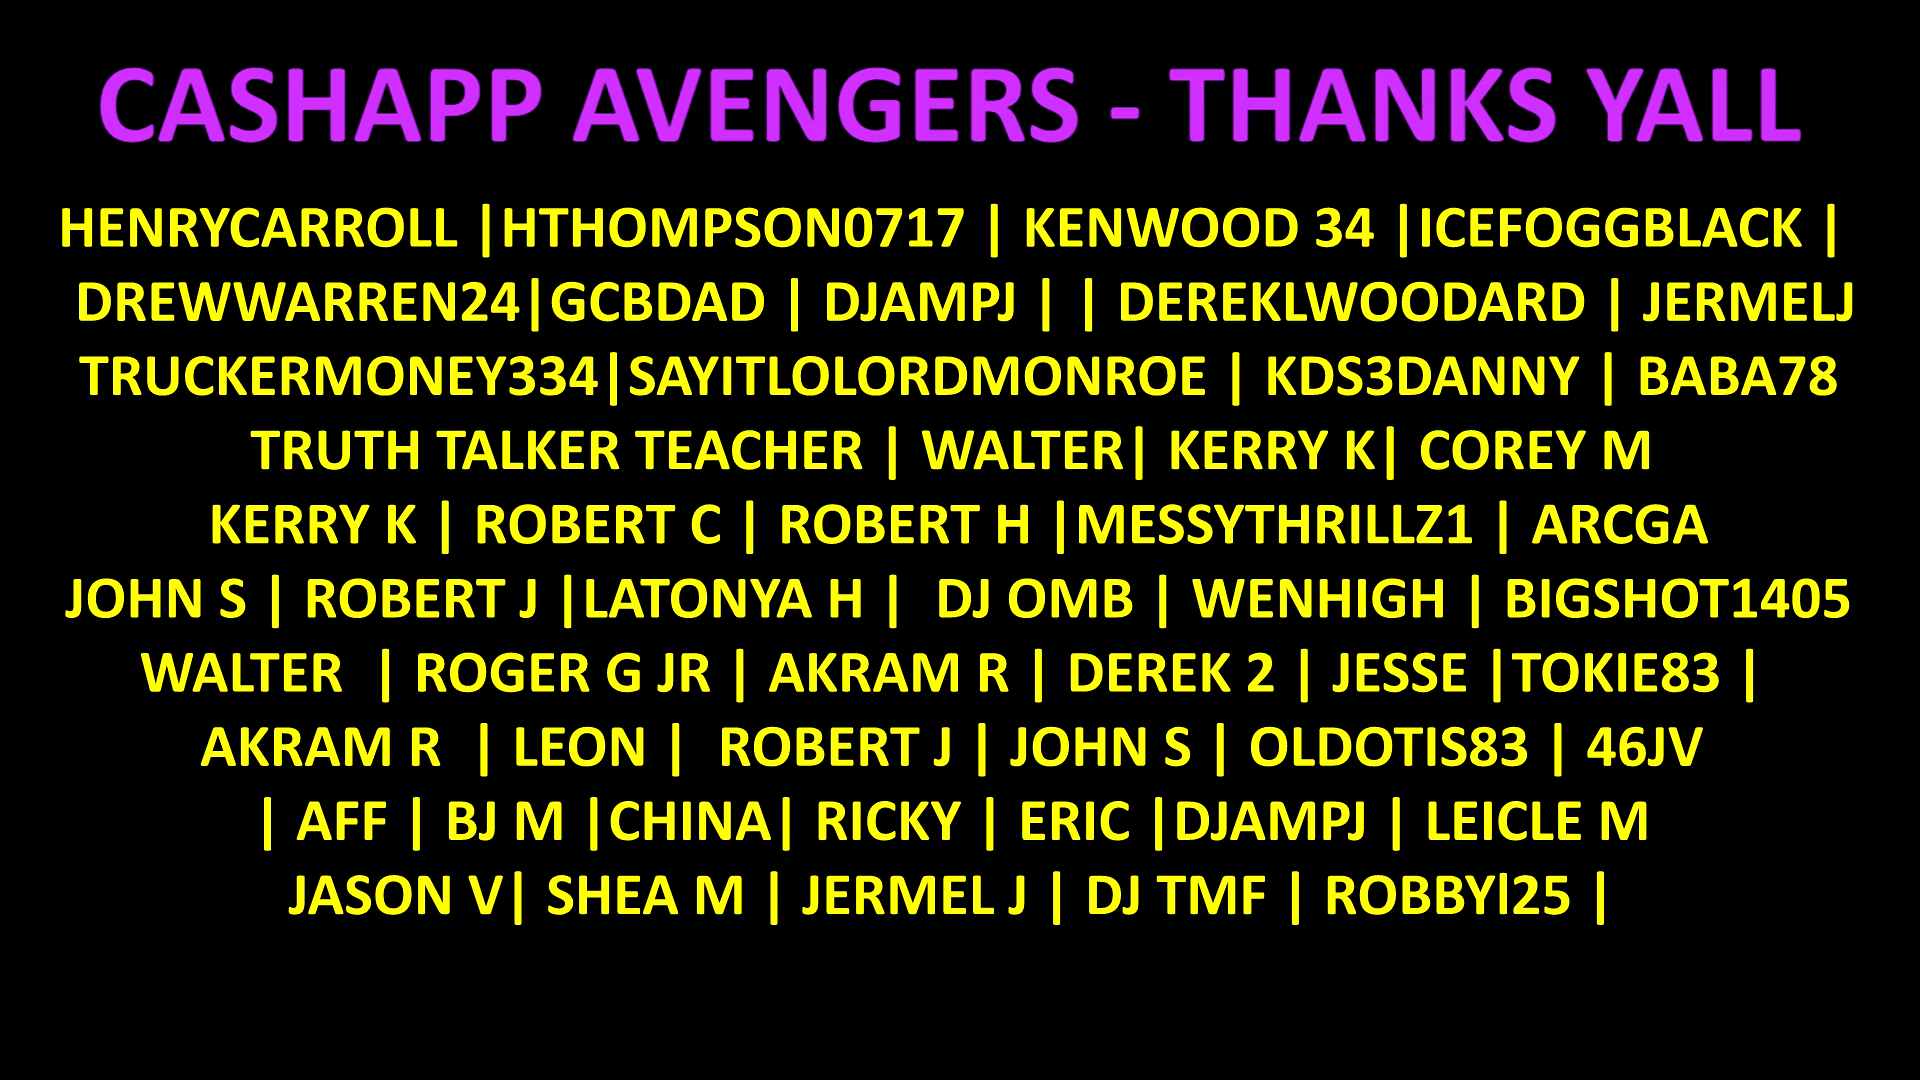 CASHAPP AVENGERS - THANKS YALL
HENRYCARROLL |HTHOMPSON0717 | KENWOOD 34 |ICEFOGGBLACK |
DREWWARREN24|GCBDAD | DJAMPJ | | DEREKLWOODARD | JERMELJ
TRUCKERMONEY334|SAYITLOLORDMONROE | KDS3DANNY | BABA78
TRUTH TALKER TEACHER | WALTER| KERRY K| COREY M
KERRY K | ROBERT C | ROBERT H |MESSYTHRILLZ1 | ARCGA
JOHN S | ROBERT J |LATONYA H |  DJ OMB | WENHIGH | BIGSHOT1405
WALTER  | ROGER G JR | AKRAM R | DEREK 2 | JESSE |TOKIE83 |
AKRAM R  | LEON |  ROBERT J | JOHN S | OLDOTIS83 | 46JV
| AFF | BJ M |CHINA| RICKY | ERIC |DJAMPJ | LEICLE M
JASON V| SHEA M | JERMEL J | DJ TMF | ROBBYl25 |